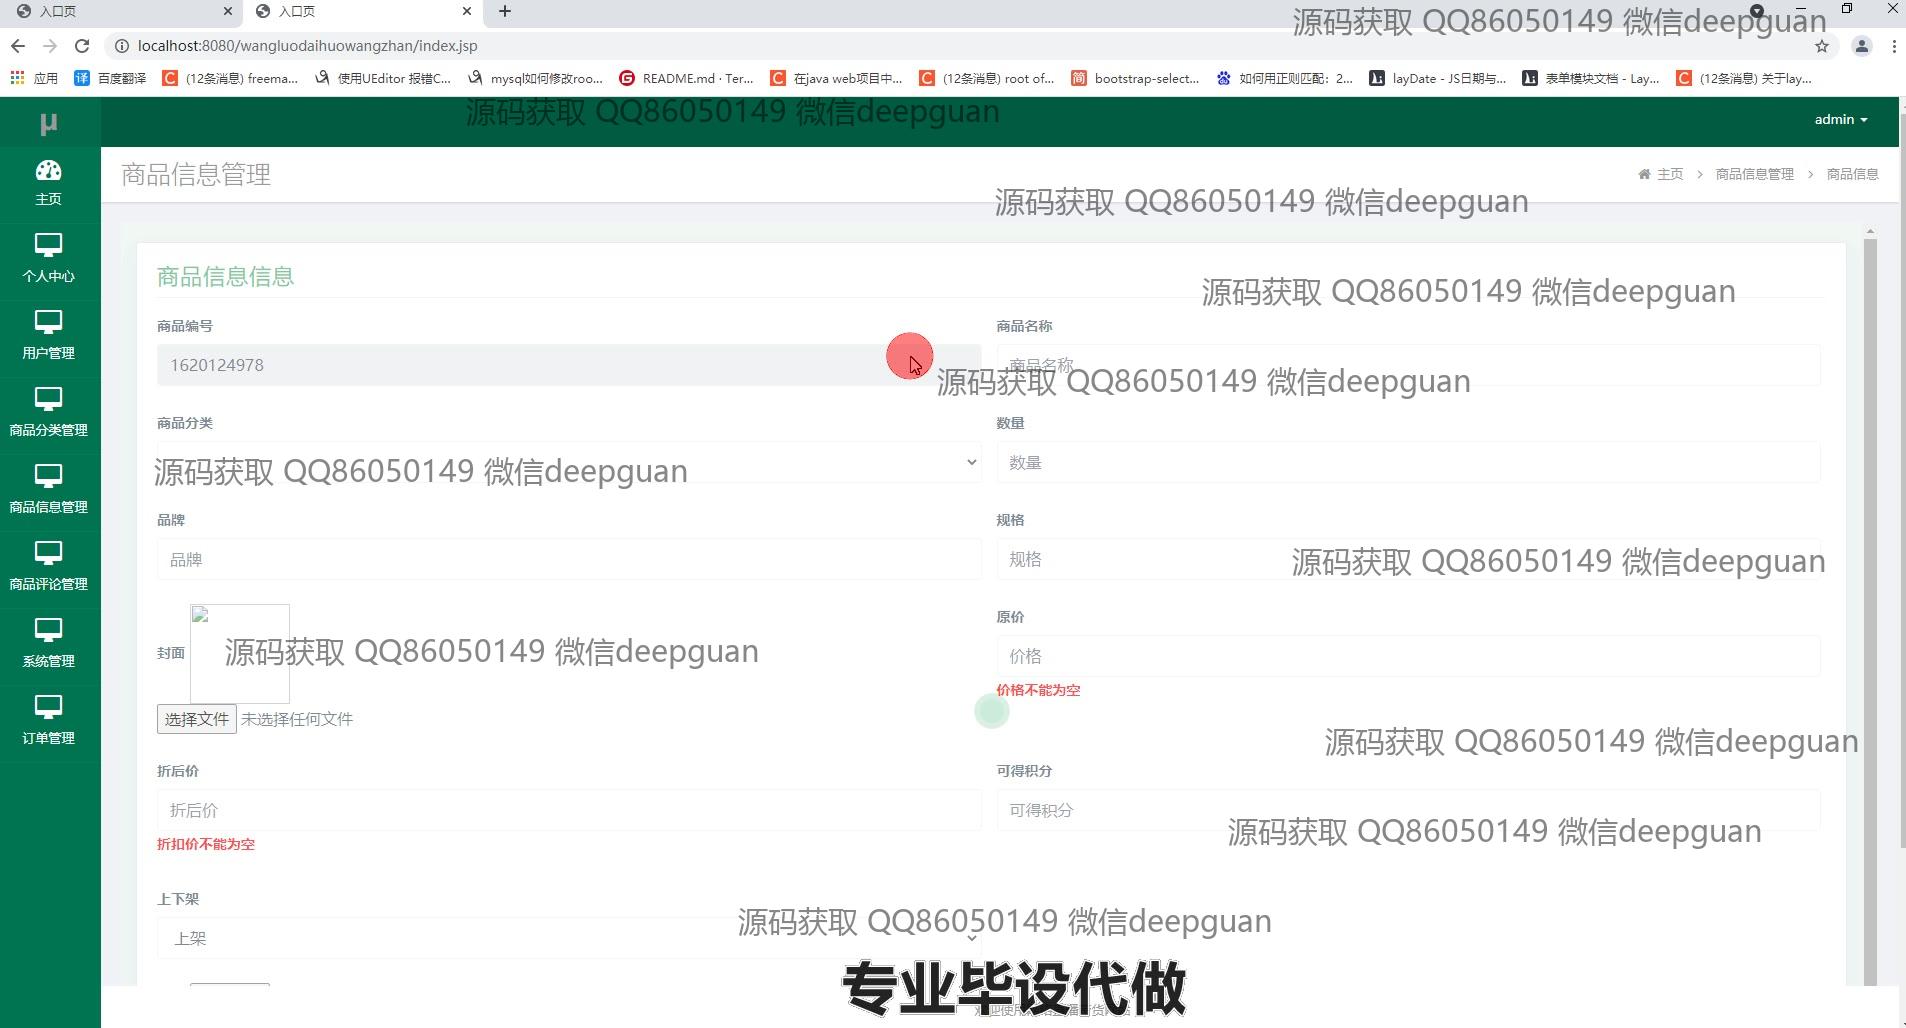 入口页
入口页
源码获取 QQ86050149 微信deepguan
localhost:8080/wangluodaihuowangzhan/index.jsp
应用
百度翻译
(12条消息) freema...
使用UEditor 报错C...
mysql如何修改roo...
README.md · Ter...
在java web项目中...
(12条消息) root of...
bootstrap-select...
如何用正则匹配：2...
layDate - JS日期与...
表单模块文档 - Lay...
(12条消息) 关于lay...
源码获取 QQ86050149 微信deepguan
μ
admin
主页
个人中心
用户管理
商品分类管理
商品信息管理
商品评论管理
系统管理
订单管理
商品信息管理
主页 > 商品信息管理 > 商品信息
源码获取 QQ86050149 微信deepguan
商品信息信息
源码获取 QQ86050149 微信deepguan
商品编号
1620124978
商品名称
商品名称
源码获取 QQ86050149 微信deepguan
商品分类
源码获取 QQ86050149 微信deepguan
数量
数量
品牌
品牌
规格
规格
源码获取 QQ86050149 微信deepguan
封面
源码获取 QQ86050149 微信deepguan
选择文件 未选择任何文件
原价
价格
价格不能为空
源码获取 QQ86050149 微信deepguan
折后价
折后价
折扣价不能为空
可得积分
可得积分
源码获取 QQ86050149 微信deepguan
上下架
上架
源码获取 QQ86050149 微信deepguan
专业毕设代做